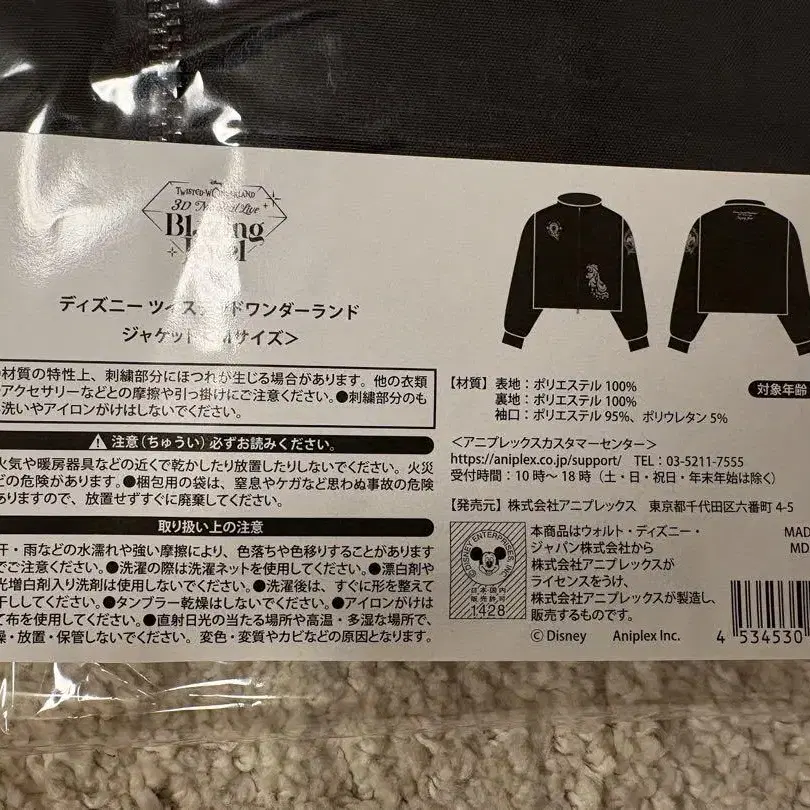 Disney
TWISTED-WONDERLAND
3D Live
ディズニー ツイステッドワンダーランド
ジャケット サイズ＞
材質の特性上、刺繍部分にほつれが生じる場合があります。他の衣類
アクセサリーなどとの摩擦や引っ掛けにご注意ください。●刺繍部分のも
洗いやアイロンがけはしないでください。
注意（ちゅうい）必ずお読みください。
火気や暖房器具などの近くで乾かしたり放置したりしないでください。火災
どの危険があります。●梱包用の袋は、窒息やケガなど思わぬ事故の危険
ありますので、放置せずすぐに廃棄してください。
取り扱い上の注意
汗・雨などの水濡れや強い摩擦により、色落ちや色移りすることがあります
●洗濯の際は洗濯ネットを使用してください。●漂白剤や
光増白剤入り洗剤は使用しないでください。●洗濯後は、すぐに形を整えて
干ししてください。●タンブラー乾燥はしないでください。●アイロンがけは
て布を使用してください。●直射日光の当たる場所や高温・多湿な場所で、
燥・放置・保管しないでください。変色・変質やカビなどの原因となります。
【材質】表地：ポリエステル 100%
裏地：ポリエステル 100%
袖口：ポリエステル 95%、ポリウレタン 5%
対象年齢
＜アニプレックスカスタマーセンター＞
https://aniplex.co.jp/support/ TEL：03-5211-7555
受付時間：10 時～ 18 時（土・日・祝日・年末年始は除く）
【発売元】株式会社アニプレックス 東京都千代田区六番町 4-5
©DISNEY ENTERPRISES, INC.
日本国内
販売許可
1428
本商品はウォルト・ディズニー・
ジャパン株式会社から
株式会社アニプレックスが
ライセンスをうけ、
株式会社アニプレックスが製造し、
販売するものです。
© Disney Aniplex Inc.
MAD
MD
4 534530